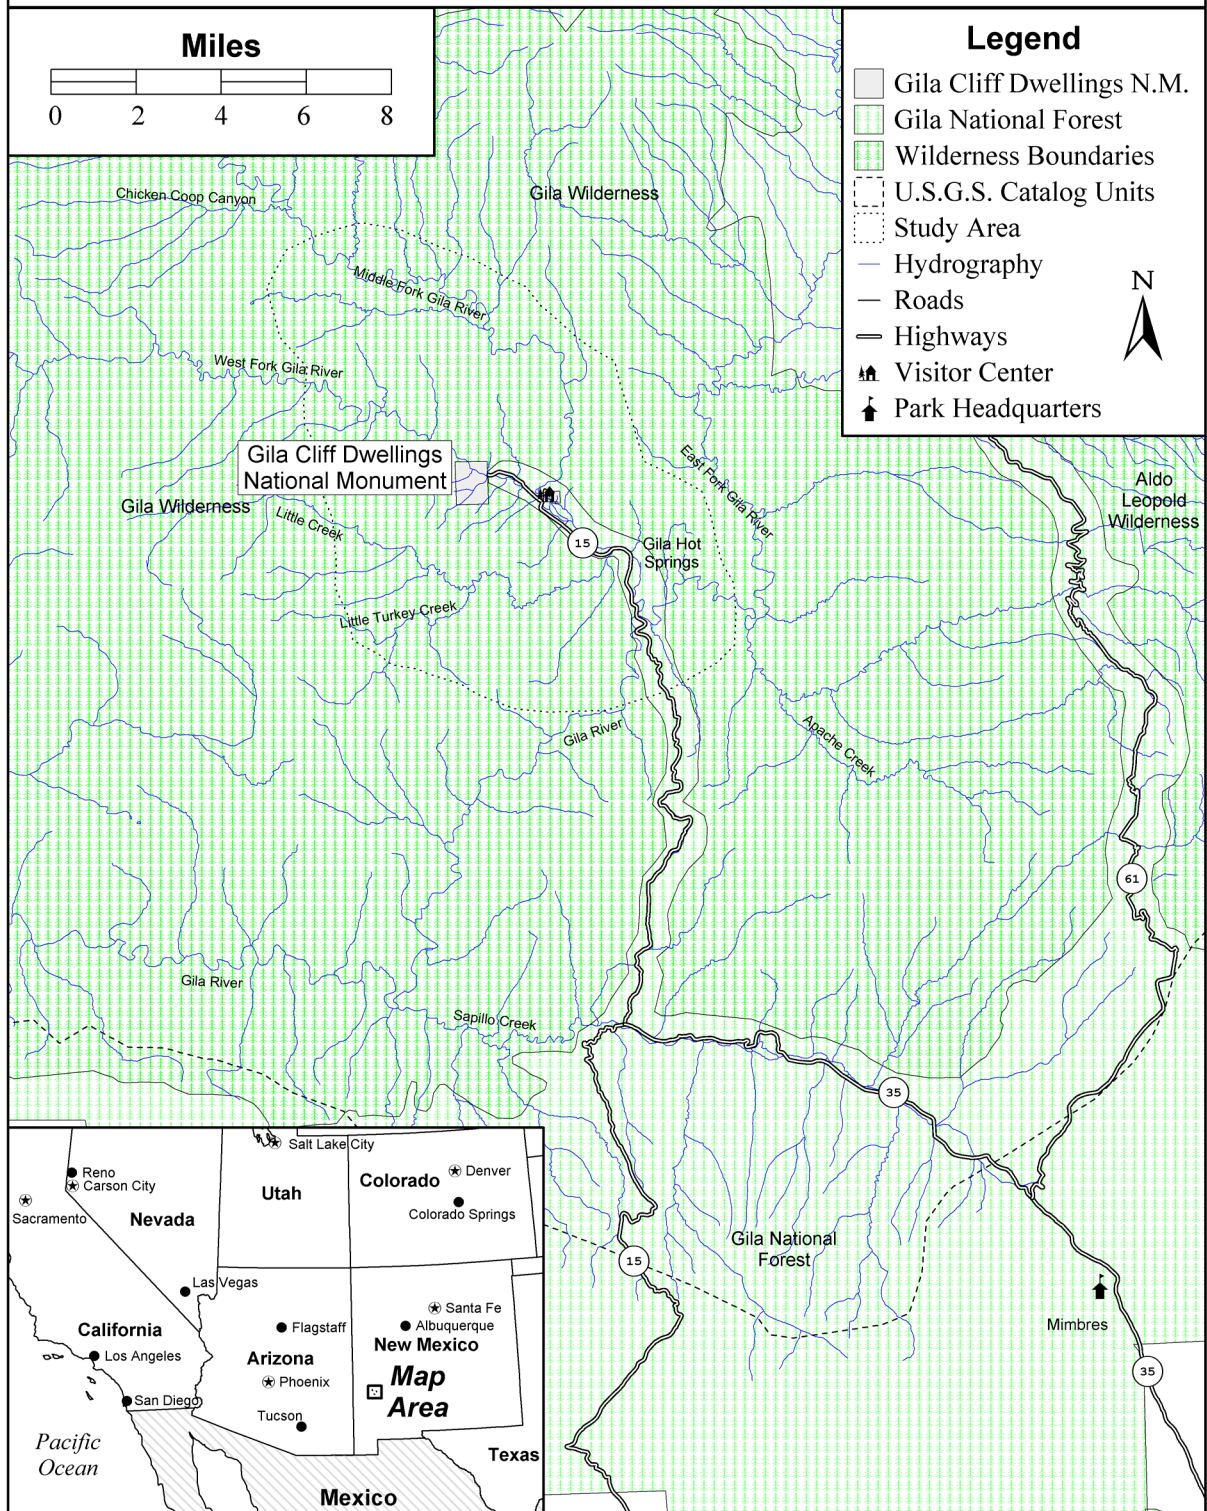 Miles
0 2 4 6 8
Legend
Gila Cliff Dwellings N.M.
Gila National Forest
Wilderness Boundaries
U.S.G.S. Catalog Units
Study Area
Hydrography
Roads
Highways
Visitor Center
Park Headquarters
N
Chicken Coop Canyon
Gila Wilderness
Middle Fork Gila River
West Fork Gila River
Gila Cliff Dwellings
National Monument
East Fork Gila River
Aldo
Leopold
Wilderness
Gila Wilderness
Little Creek
15
Gila Hot
Springs
Little Turkey Creek
Gila River
Apache Creek
61
Gila River
Sapillo Creek
35
Gila National
Forest
15
Mimbres
35
Salt Lake City
Reno
Carson City
Sacramento
Nevada
Utah
Colorado
Denver
Colorado Springs
Las Vegas
California
Los Angeles
San Diego
Flagstaff
Arizona
Phoenix
Tucson
Santa Fe
Albuquerque
New Mexico
Map
Area
Pacific
Ocean
Texas
Mexico